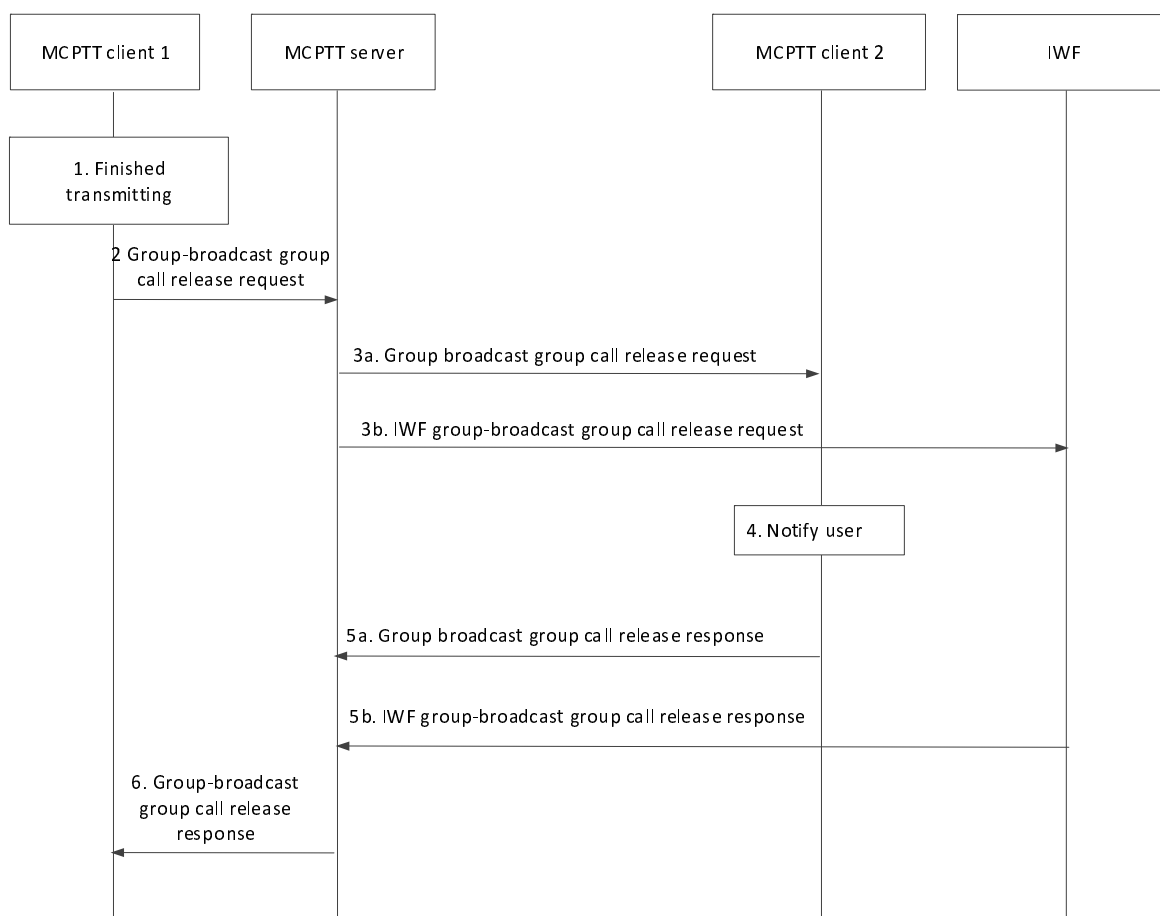 MCPTT client 1
MCPTT server
MCPTT client 2
IWF
1. Finished
transmitting
2 Group-broadcast group
call release request
3a. Group broadcast group call release request
3b. IWF group-broadcast group call release request
4. Notify user
5a. Group broadcast group call release response
5b. IWF group-broadcast group call release response
6. Group-broadcast
group call release
response